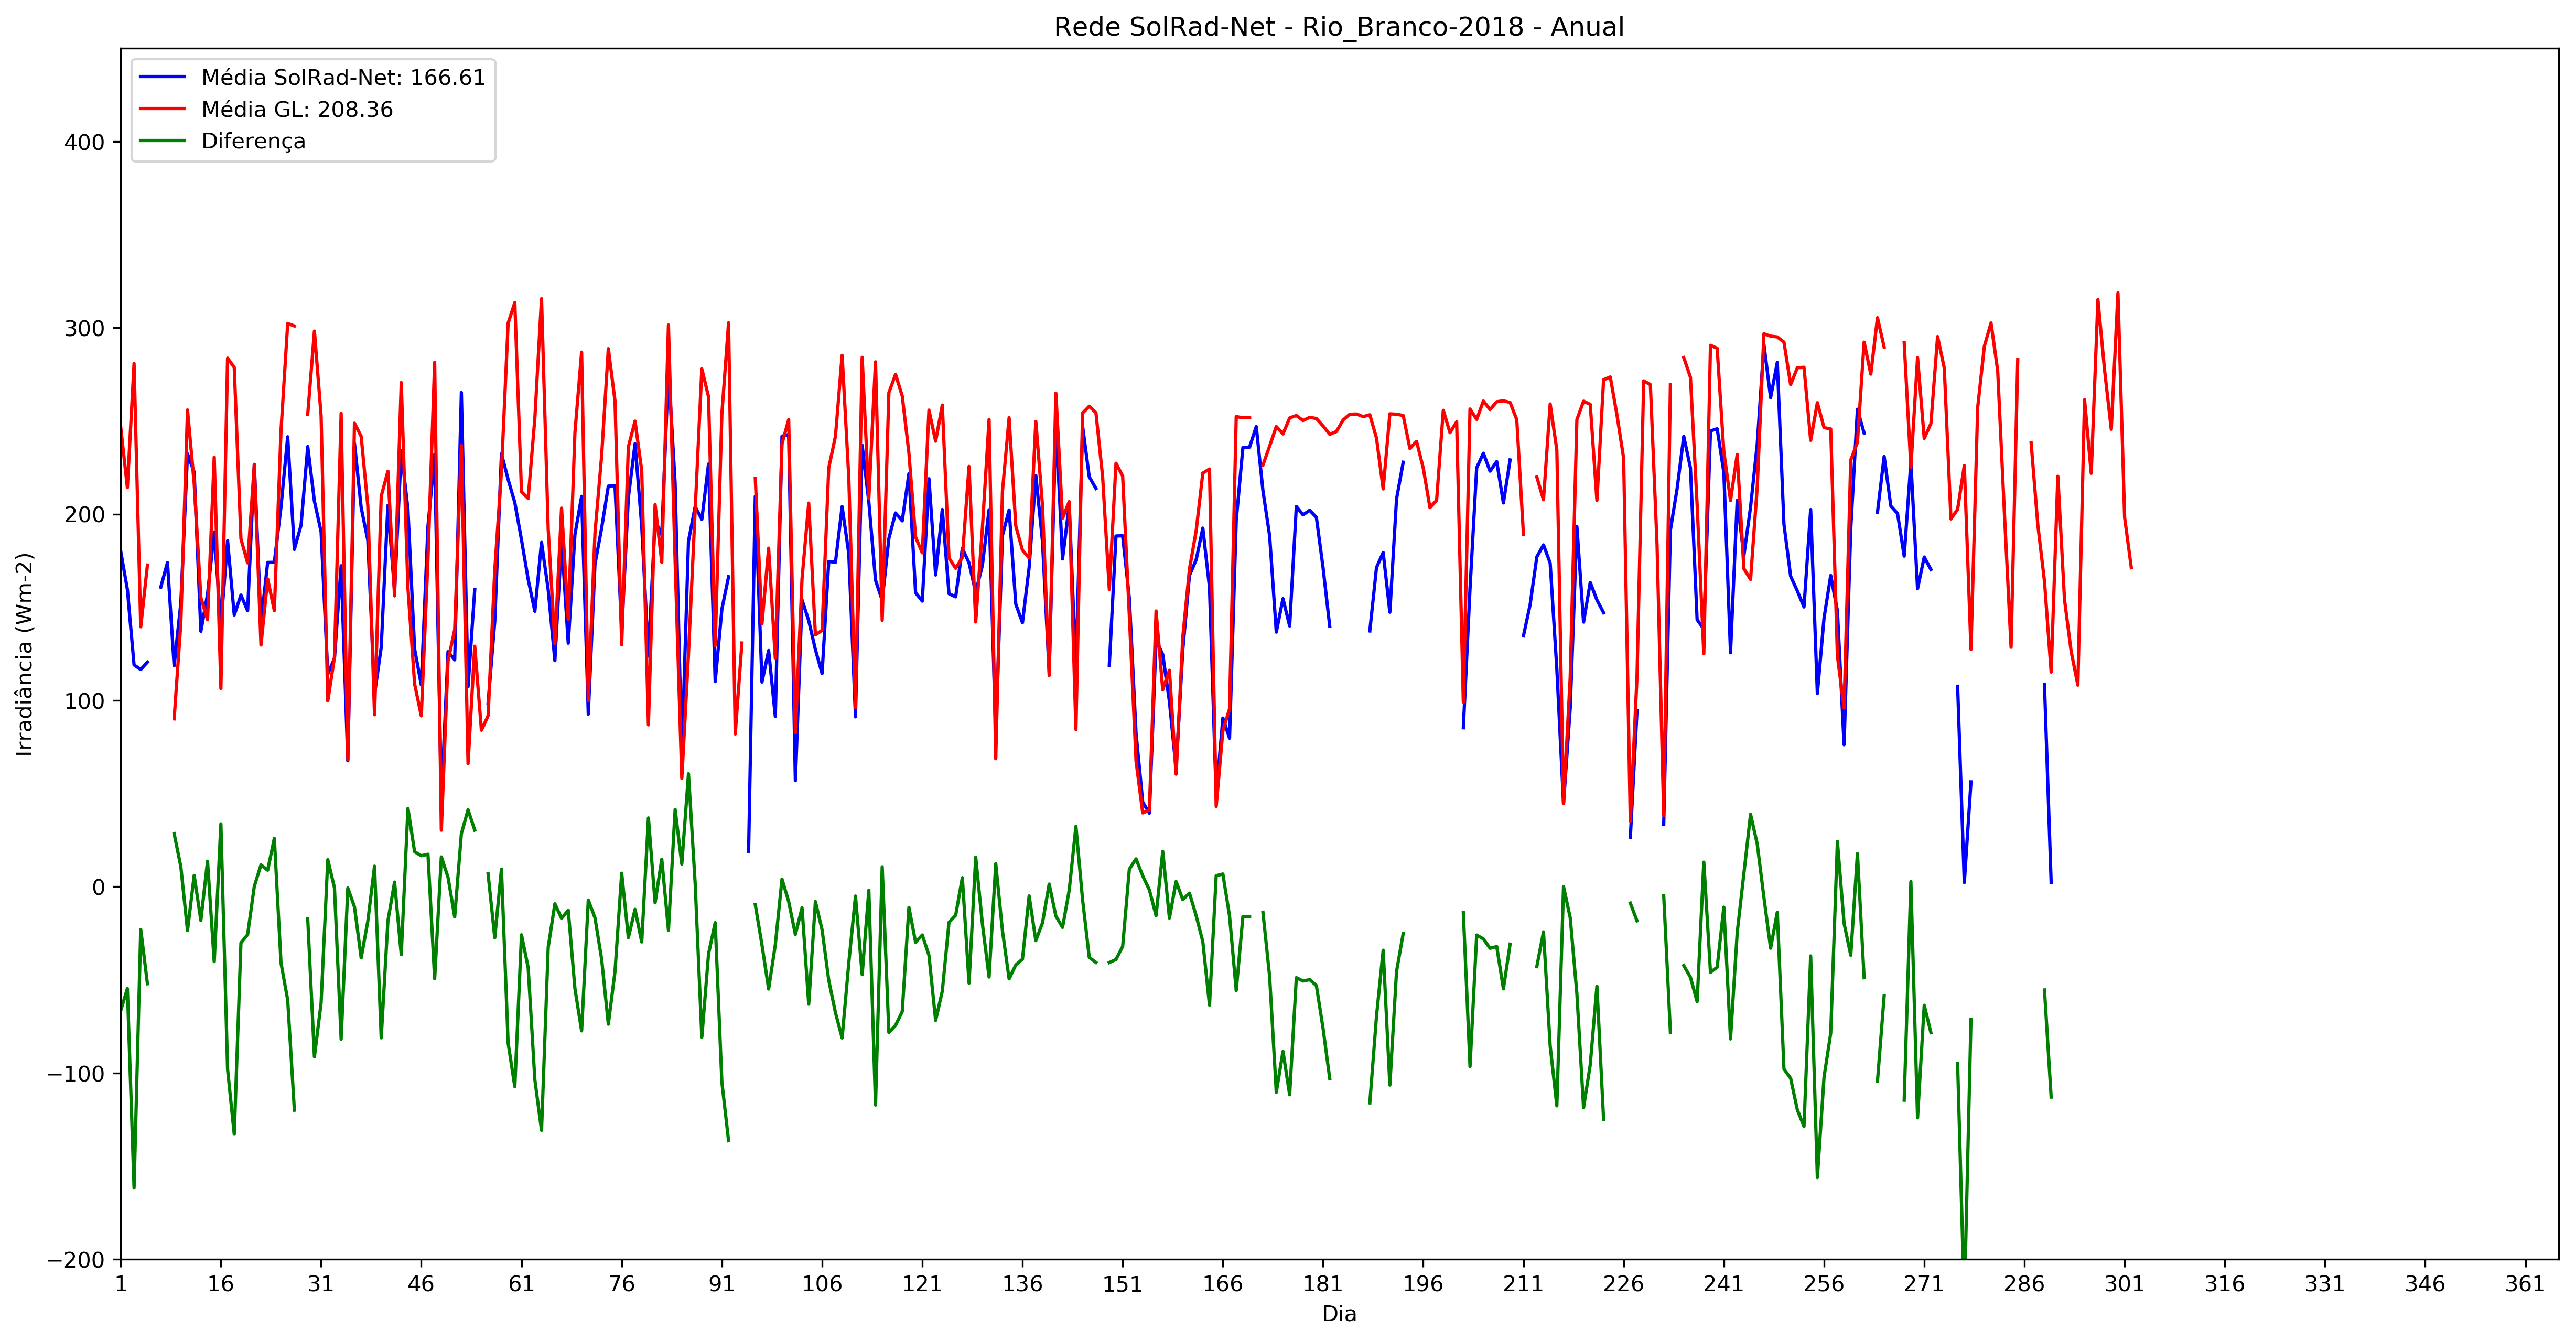 Rede SolRad-Net - Rio_Branco-2018 - Anual
Média SolRad-Net: 166.61
Média GL: 208.36
Diferença
400
300
200
100
0
−100
−200
Irradiância (Wm-2)
1 16 31 46 61 76 91 106 121 136 151 166 181 196 211 226 241 256 271 286 301 316 331 346 361
Dia